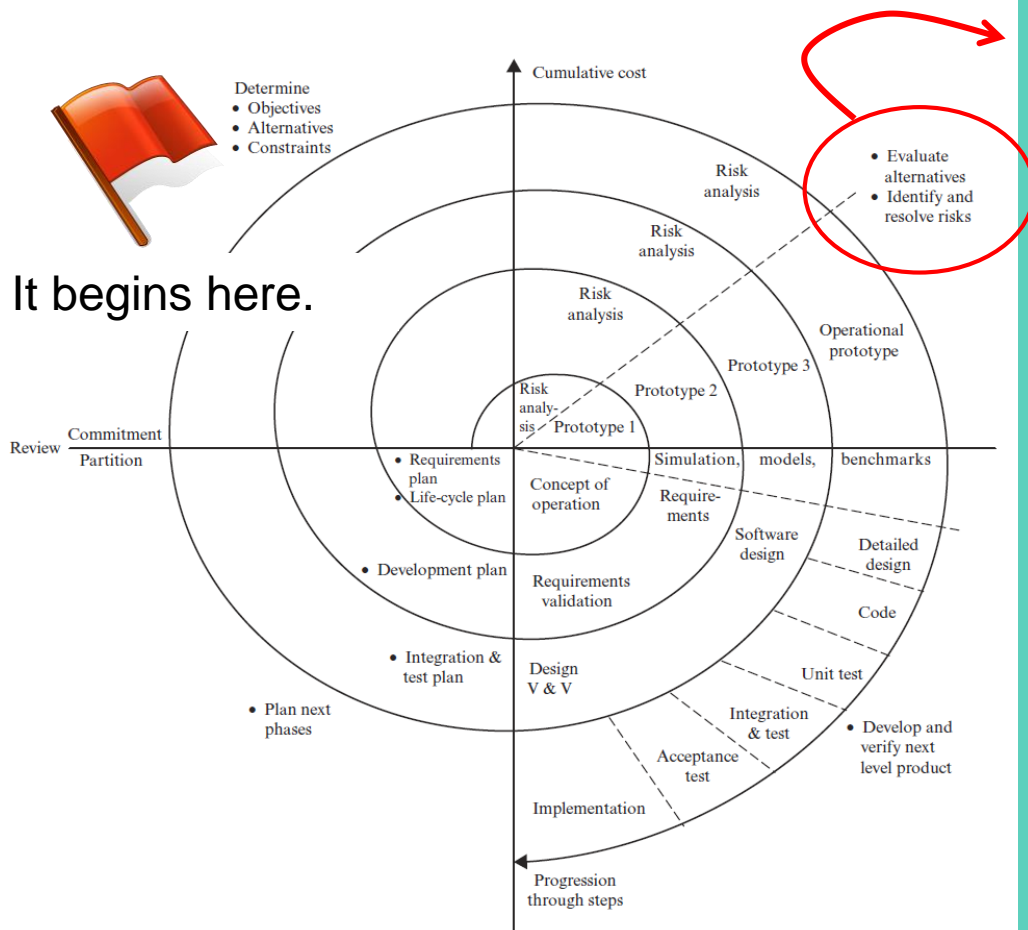 Cumulative cost
Determine
• Objectives
• Alternatives
• Constraints
• Evaluate
alternatives
• Identify and
resolve risks
It begins here.
Risk
analysis
Risk
analysis
Risk
analysis
Risk
analy-
sis
Prototype 1
Prototype 2
Prototype 3
Operational
prototype
Review
Commitment
Partition
• Requirements
plan
• Life-cycle plan
Concept of
operation
Simulation,
models,
benchmarks
Require-
ments
Software
design
Detailed
design
Code
• Development plan
Requirements
validation
Unit test
• Integration &
test plan
Design
V & V
Integration
& test
• Plan next
phases
Acceptance
test
• Develop and
verify next
level product
Implementation
Progression
through steps